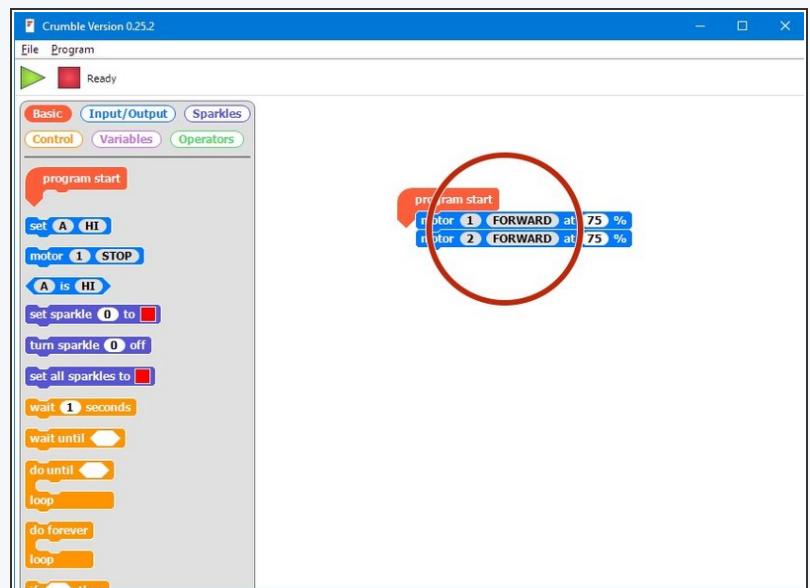 Crumble Version 0.25.2
File Program
Ready
Basic Input/Output Sparkles
Control Variables Operators
program start
set A HI
motor 1 STOP
A is HI
set sparkle 0 to
turn sparkle 0 off
set all sparkles to
wait 1 seconds
wait until
do until
loop
do forever
loop
program start
motor 1 FORWARD at 75 %
motor 2 FORWARD at 75 %